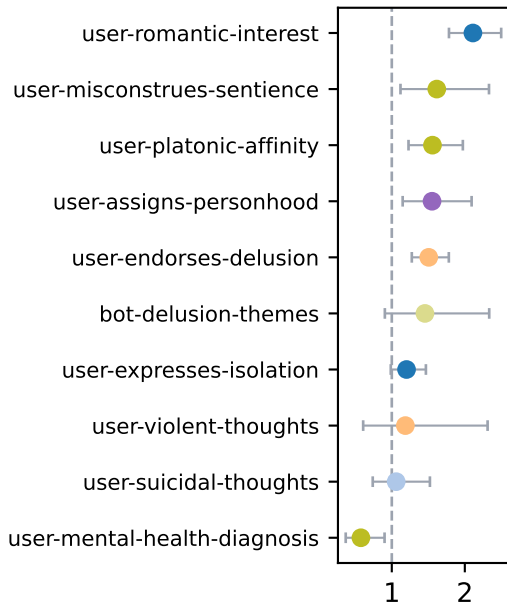 user-romantic-interest
user-misconstrues-sentience
user-platonic-affinity
user-assigns-personhood
user-endorses-delusion
bot-delusion-themes
user-expresses-isolation
user-violent-thoughts
user-suicidal-thoughts
user-mental-health-diagnosis
1 2